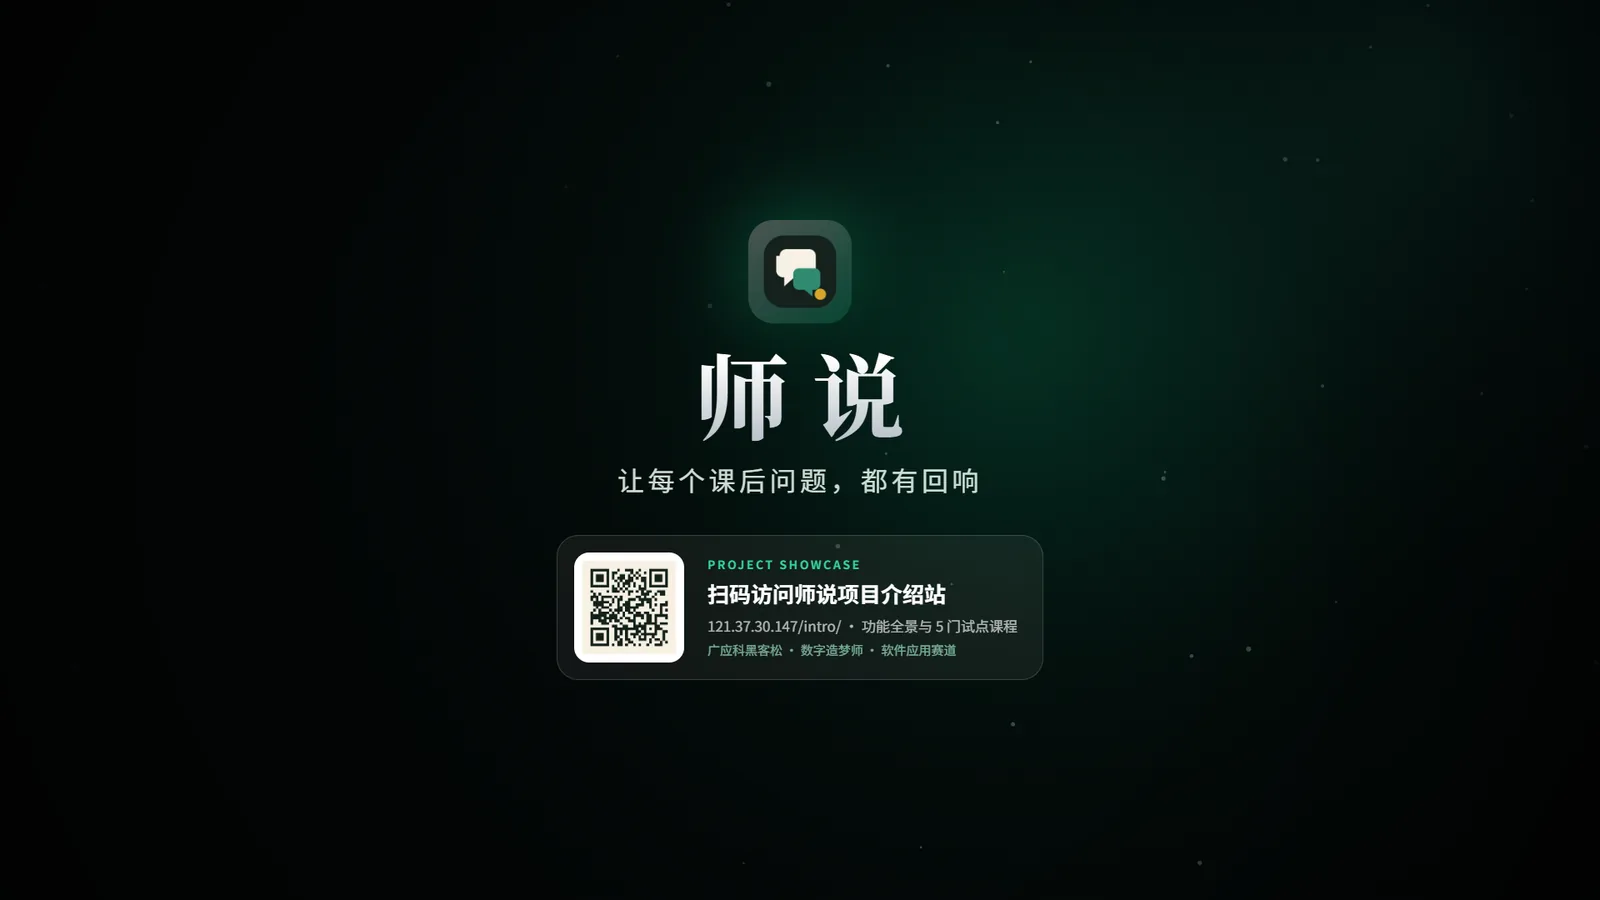 师说
让每个课后问题，都有回响
PROJECT SHOWCASE
扫码访问师说项目介绍站
121.37.30.147/intro/ · 功能全景与 5 门试点课程
广应科黑客松 · 数字造梦师 · 软件应用赛道